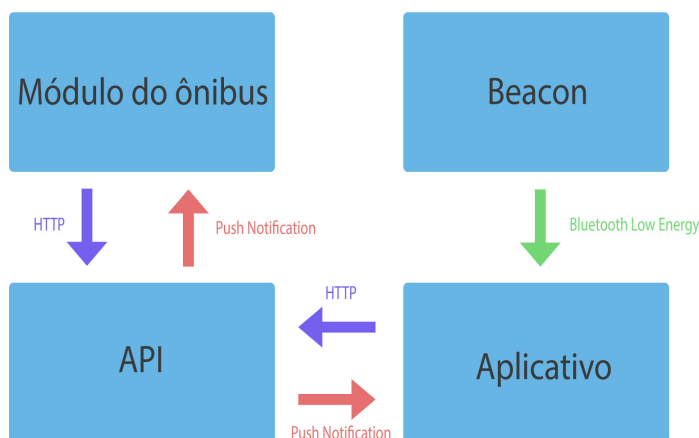 Módulo do ônibus
Beacon
HTTP
Push Notification
Bluetooth Low Energy
API
HTTP
Push Notification
Aplicativo